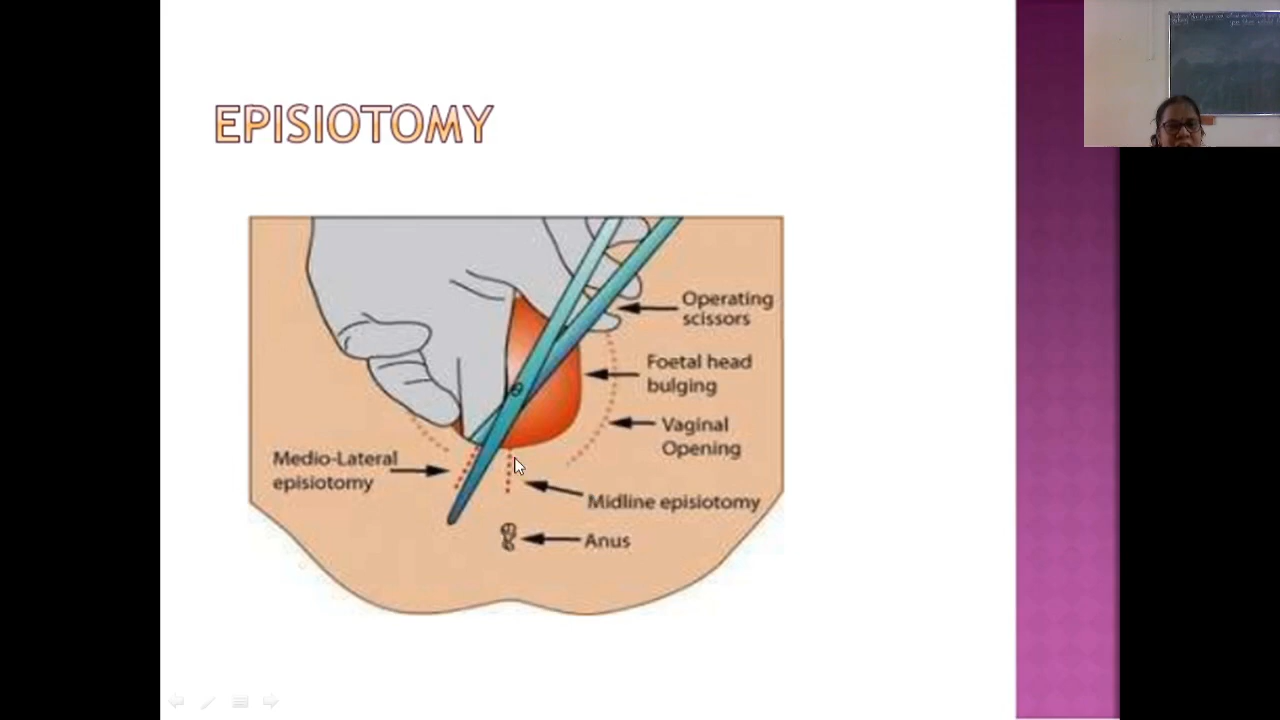 EPISIOTOMY
Operating
scissors
Foetal head
bulging
Vaginal
Opening
Medio-Lateral
episiotomy
Midline episiotomy
Anus